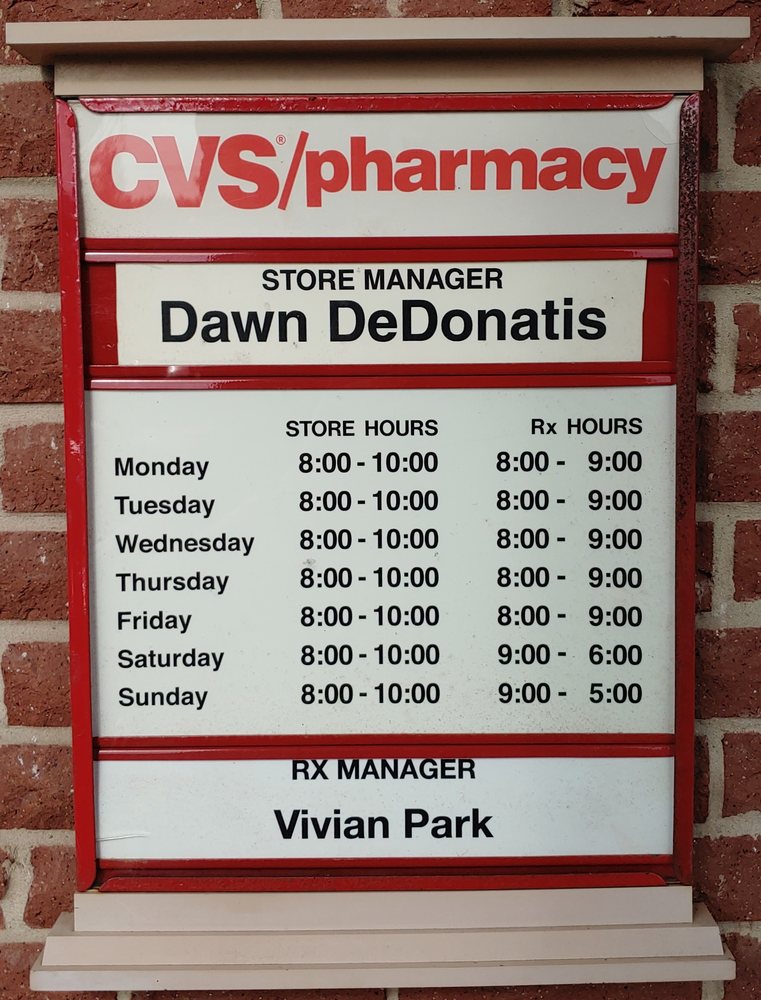 CVS®/pharmacy
STORE MANAGER
Dawn DeDonatis
STORE HOURS Rx HOURS
Monday 8:00 - 10:00 8:00 - 9:00
Tuesday 8:00 - 10:00 8:00 - 9:00
Wednesday 8:00 - 10:00 8:00 - 9:00
Thursday 8:00 - 10:00 8:00 - 9:00
Friday 8:00 - 10:00 8:00 - 9:00
Saturday 8:00 - 10:00 9:00 - 6:00
Sunday 8:00 - 10:00 9:00 - 5:00
RX MANAGER
Vivian Park